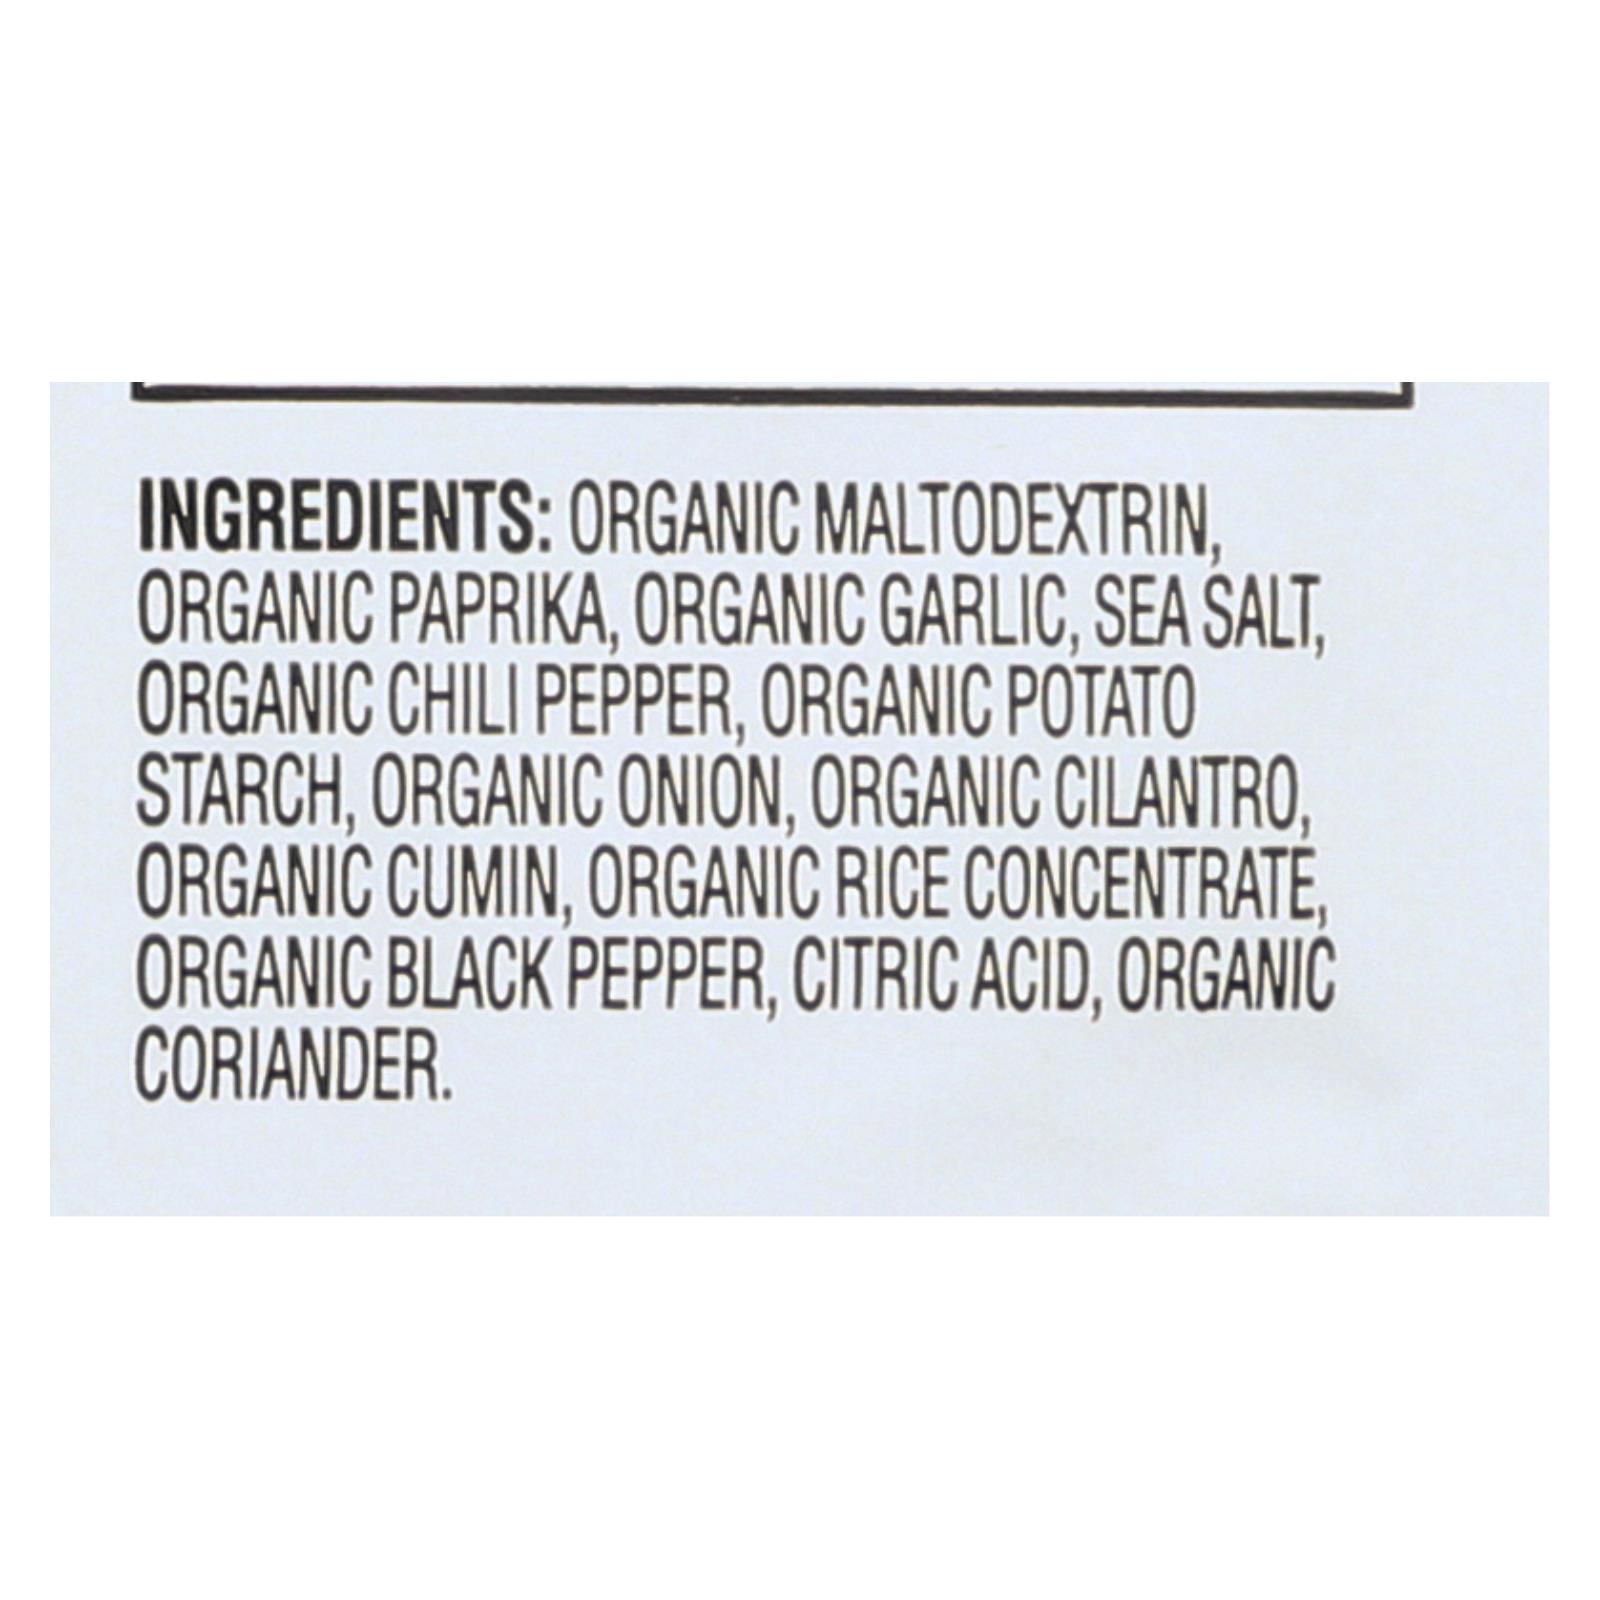 INGREDIENTS: ORGANIC MALTODEXTRIN,
ORGANIC PAPRIKA, ORGANIC GARLIC, SEA SALT,
ORGANIC CHILI PEPPER, ORGANIC POTATO
STARCH, ORGANIC ONION, ORGANIC CILANTRO,
ORGANIC CUMIN, ORGANIC RICE CONCENTRATE,
ORGANIC BLACK PEPPER, CITRIC ACID, ORGANIC
CORIANDER.